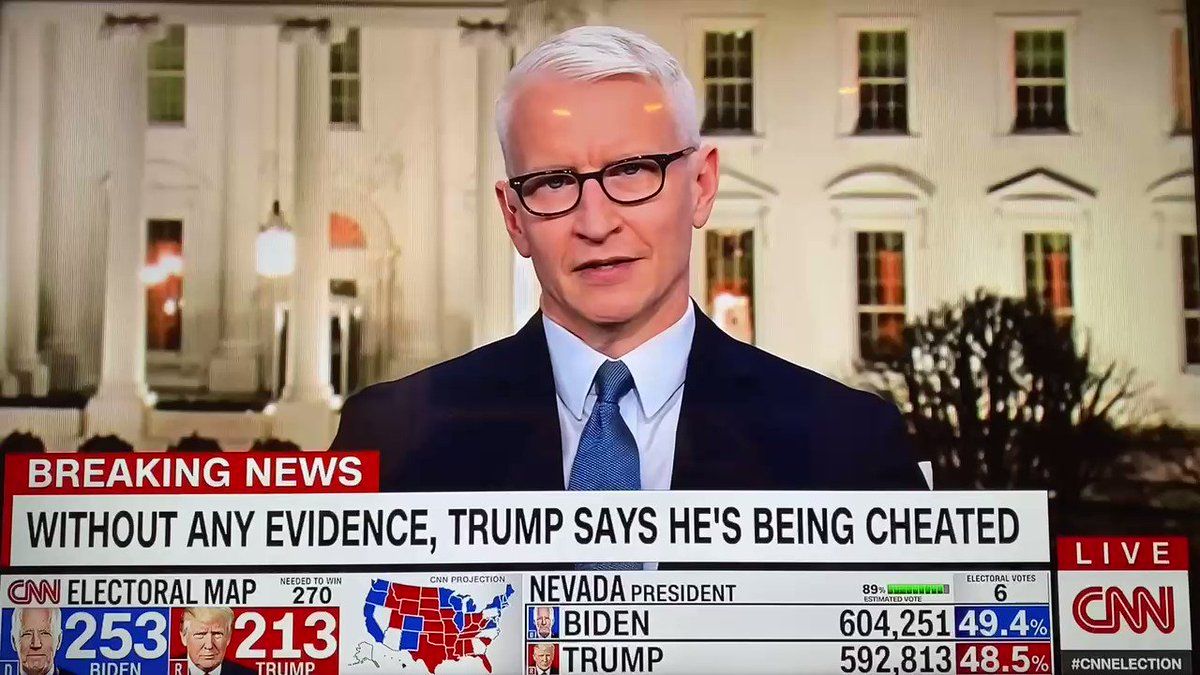 BREAKING NEWS
WITHOUT ANY EVIDENCE, TRUMP SAYS HE'S BEING CHEATED
LIVE
CNN
#CNNELECTION
CNN ELECTORAL MAP
NEEDED TO WIN
270
D 253
BIDEN
R 213
TRUMP
CNN PROJECTION
NEVADA PRESIDENT
89%
ESTIMATED VOTE
ELECTORAL VOTES
6
D BIDEN 604,251 49.4%
R TRUMP 592,813 48.5%